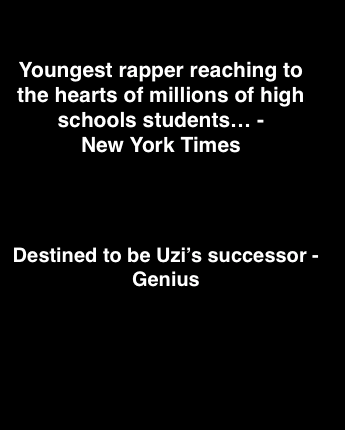 Youngest rapper reaching to
the hearts of millions of high
schools students... -
New York Times
Destined to be Uzi’s successor -
Genius